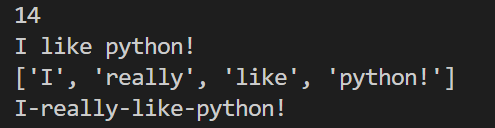 14
I like python!
['I', 'really', 'like', 'python!']
I-really-like-python!